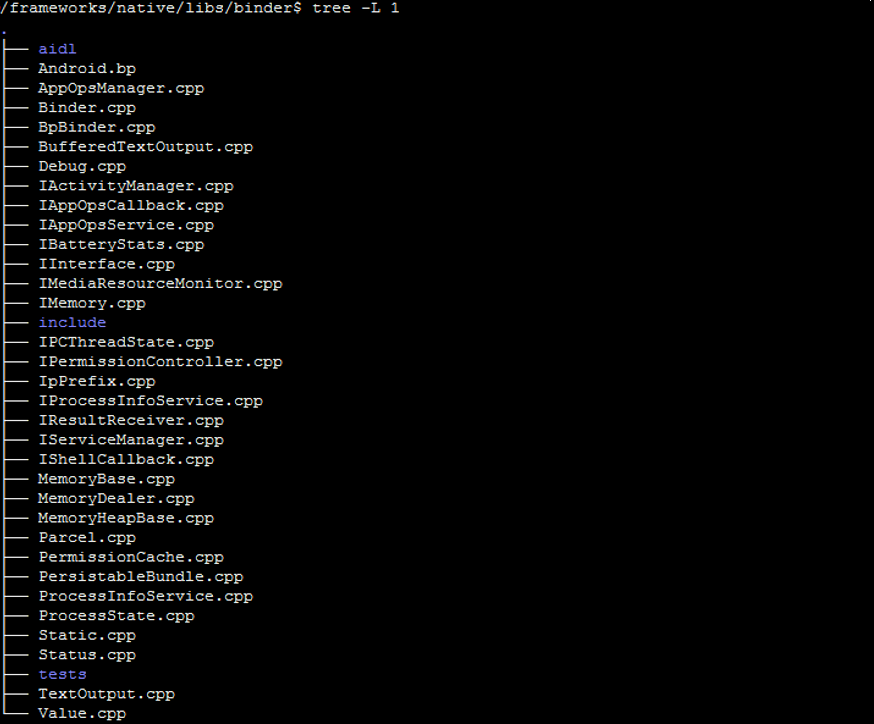 /frameworks/native/libs/binder$ tree -L 1
.
├── aidl
├── Android.bp
├── AppOpsManager.cpp
├── Binder.cpp
├── BpBinder.cpp
├── BufferedTextOutput.cpp
├── Debug.cpp
├── IActivityManager.cpp
├── IAppOpsCallback.cpp
├── IAppOpsService.cpp
├── IBatteryStats.cpp
├── IInterface.cpp
├── IMediaResourceMonitor.cpp
├── IMemory.cpp
├── include
├── IPCThreadState.cpp
├── IPermissionController.cpp
├── IpPrefix.cpp
├── IProcessInfoService.cpp
├── IResultReceiver.cpp
├── IServiceManager.cpp
├── IShellCallback.cpp
├── MemoryBase.cpp
├── MemoryDealer.cpp
├── MemoryHeapBase.cpp
├── Parcel.cpp
├── PermissionCache.cpp
├── PersistableBundle.cpp
├── ProcessInfoService.cpp
├── ProcessState.cpp
├── Static.cpp
├── Status.cpp
├── tests
├── TextOutput.cpp
└── Value.cpp